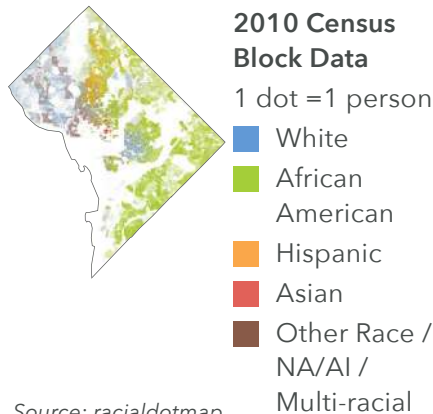 2010 Census
Block Data
1 dot =1 person
White
African
American
Hispanic
Asian
Other Race /
NA/AI /
Multi-racial
Source: racialdotmap